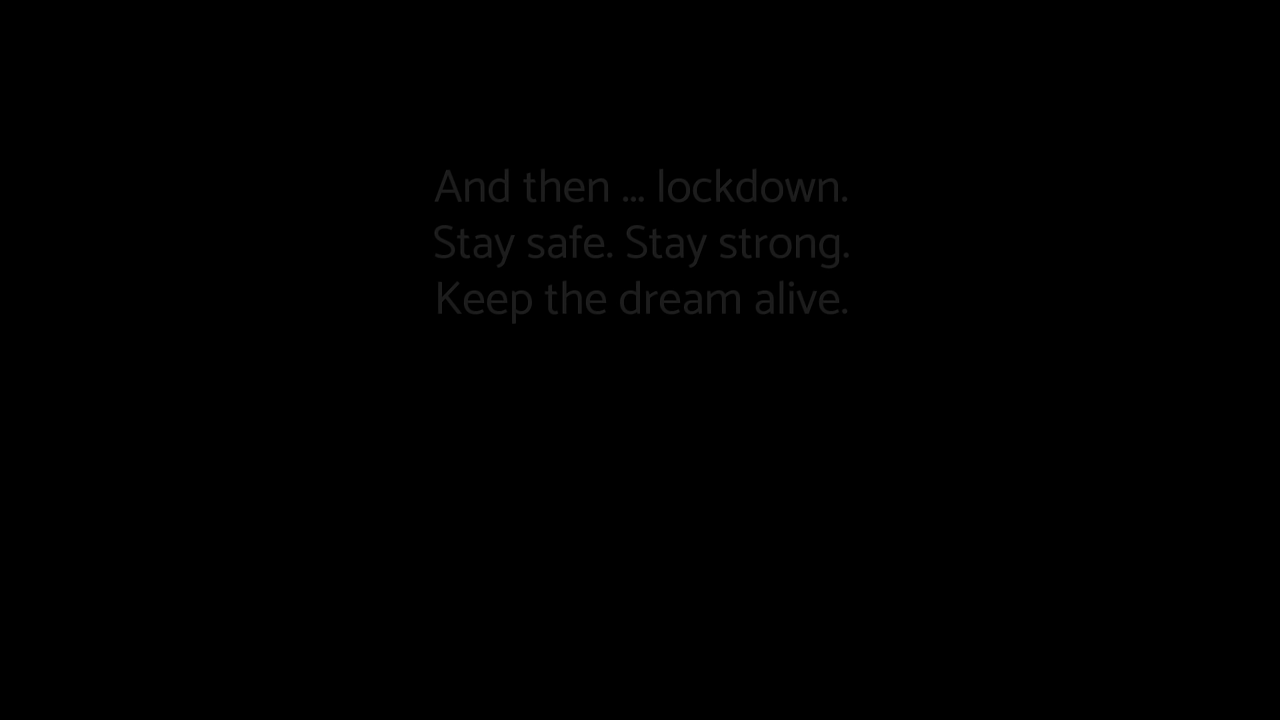 And then ... lockdown.
Stay safe. Stay strong.
Keep the dream alive.